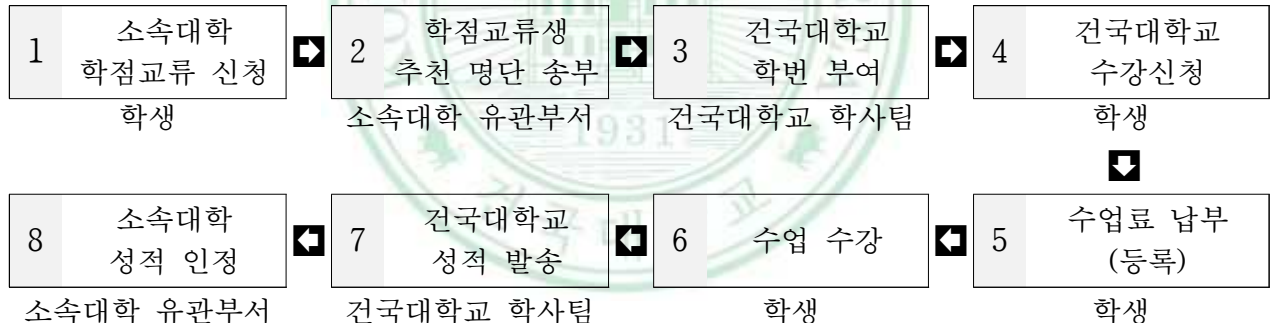 1 소속대학 학점교류 신청
학생
2 학점교류생 추천 명단 송부
소속대학 유관부서
3 건국대학교 학번 부여
건국대학교 학사팀
4 건국대학교 수강신청
학생
5 수업료 납부 (등록)
학생
6 수업 수강
학생
7 건국대학교 성적 발송
건국대학교 학사팀
8 소속대학 성적 인정
소속대학 유관부서
1931
건국대학교